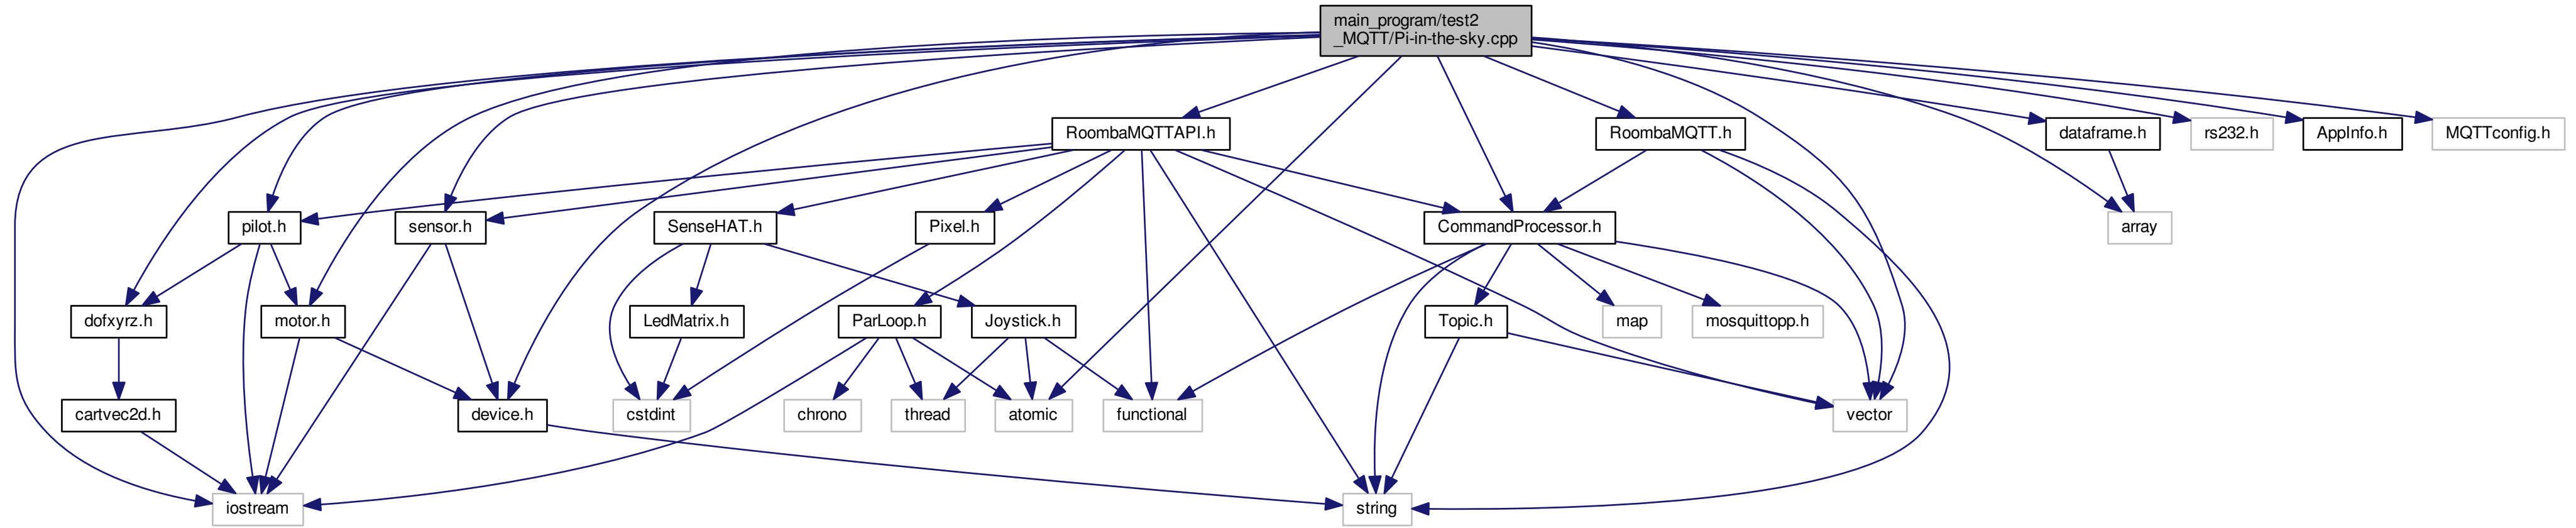 main_program/test2
_MQTT/Pi-in-the-sky.cpp
RoombaMQTTAPI.h
RoombaMQTT.h
dataframe.h
rs232.h
AppInfo.h
MQTTconfig.h
pilot.h
sensor.h
SenseHAT.h
Pixel.h
CommandProcessor.h
array
dofxyrz.h
motor.h
LedMatrix.h
ParLoop.h
Joystick.h
Topic.h
map
mosquittopp.h
cartvec2d.h
device.h
cstdint
chrono
thread
atomic
functional
vector
iostream
string